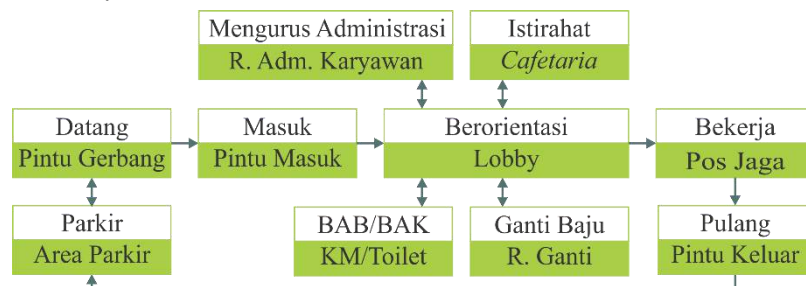 Mengurus Administrasi
R. Adm. Karyawan
Istirahat
Cafetaria
Datang
Pintu Gerbang
Masuk
Pintu Masuk
Berorientasi
Lobby
Bekerja
Pos Jaga
Parkir
Area Parkir
BAB/BAK
KM/Toilet
Ganti Baju
R. Ganti
Pulang
Pintu Keluar